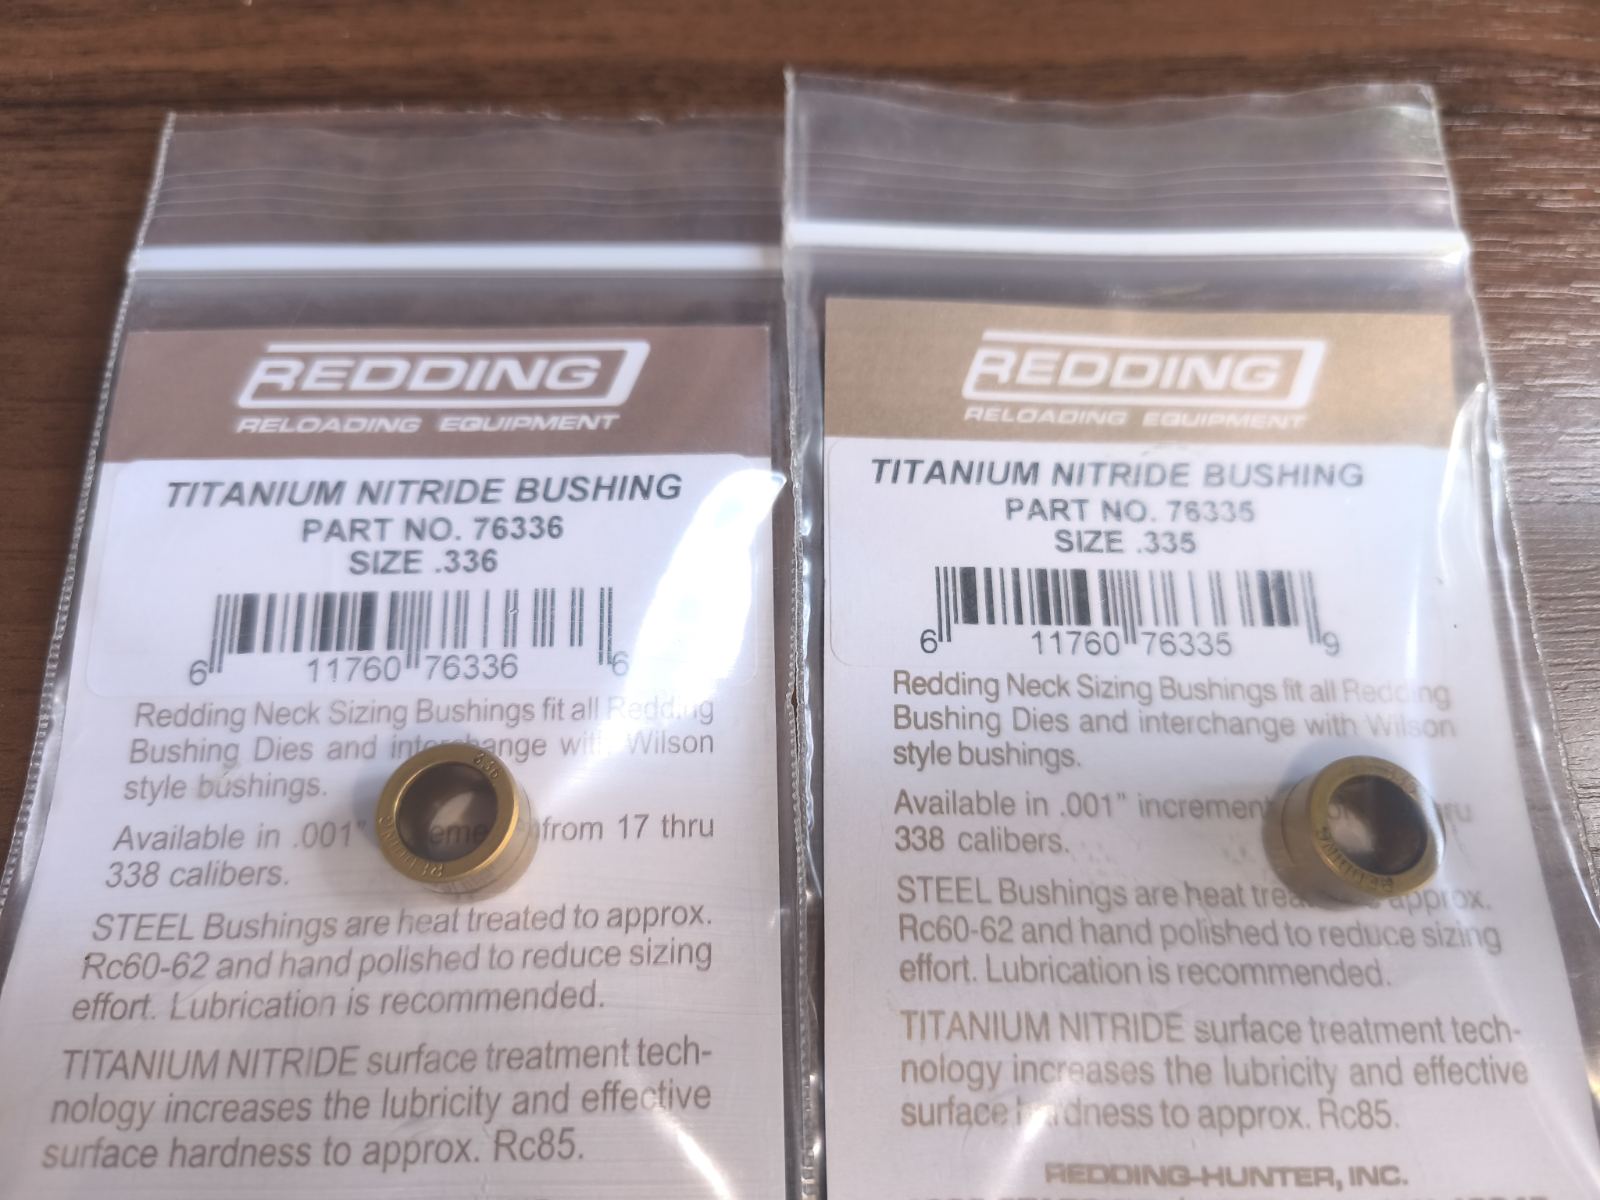 REDDING
RELOADING EQUIPMENT
TITANIUM NITRIDE BUSHING
PART NO. 76336
SIZE .336
6 11760 76336 6
Redding Neck Sizing Bushings fit all Redding
Bushing Dies and interchange with Wilson
style bushings.
Available in .001" from 17 thru
338 calibers.
STEEL Bushings are heat treated to approx.
Rc60-62 and hand polished to reduce sizing
effort. Lubrication is recommended.
TITANIUM NITRIDE surface treatment tech-
nology increases the lubricity and effective
surface hardness to approx. Rc85.
336
REDDING
REDDING
RELOADING EQUIPMENT
TITANIUM NITRIDE BUSHING
PART NO. 76335
SIZE .335
6 11760 76335 9
Redding Neck Sizing Bushings fit all Redding
Bushing Dies and interchange with Wilson
style bushings.
Available in .001" increment thru
338 calibers.
STEEL Bushings are heat approx.
Rc60-62 and hand polished to reduce sizing
effort. Lubrication is recommended.
TITANIUM NITRIDE surface treatment tech-
nology increases the lubricity and effective
surface hardness to approx. Rc85.
REDDING-HUNTER, INC.
REDDING